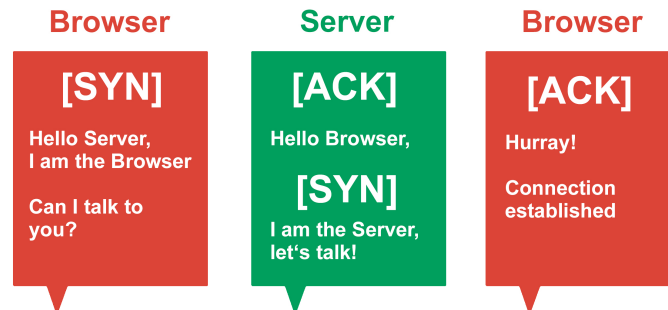 Browser
[SYN]
Hello Server,
I am the Browser
Can I talk to
you?
Server
[ACK]
Hello Browser,
[SYN]
I am the Server,
let‘s talk!
Browser
[ACK]
Hurray!
Connection
established